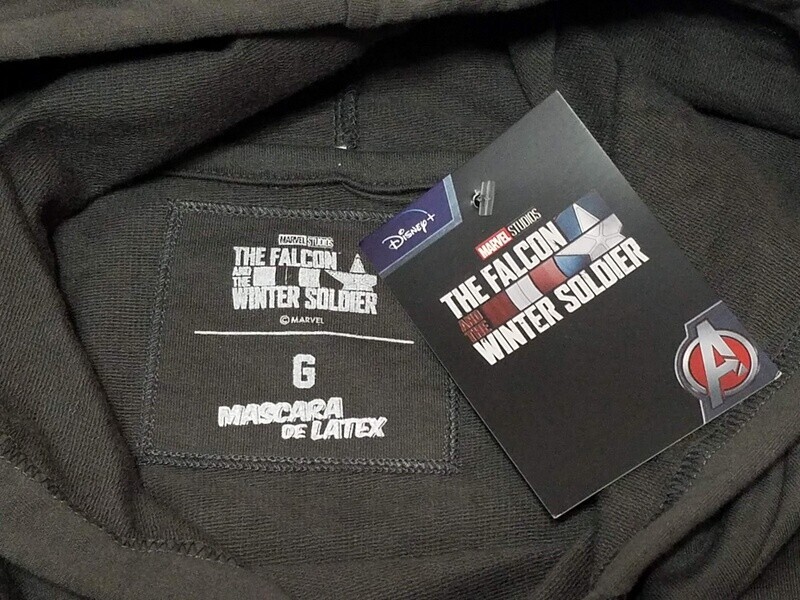 MARVEL STUDIOS
THE FALCON
AND
THE
WINTER SOLDIER
© MARVEL
G
MASCARA
DE LATEX
Disney+
MARVEL STUDIOS
THE FALCON
AND
THE
WINTER SOLDIER
A